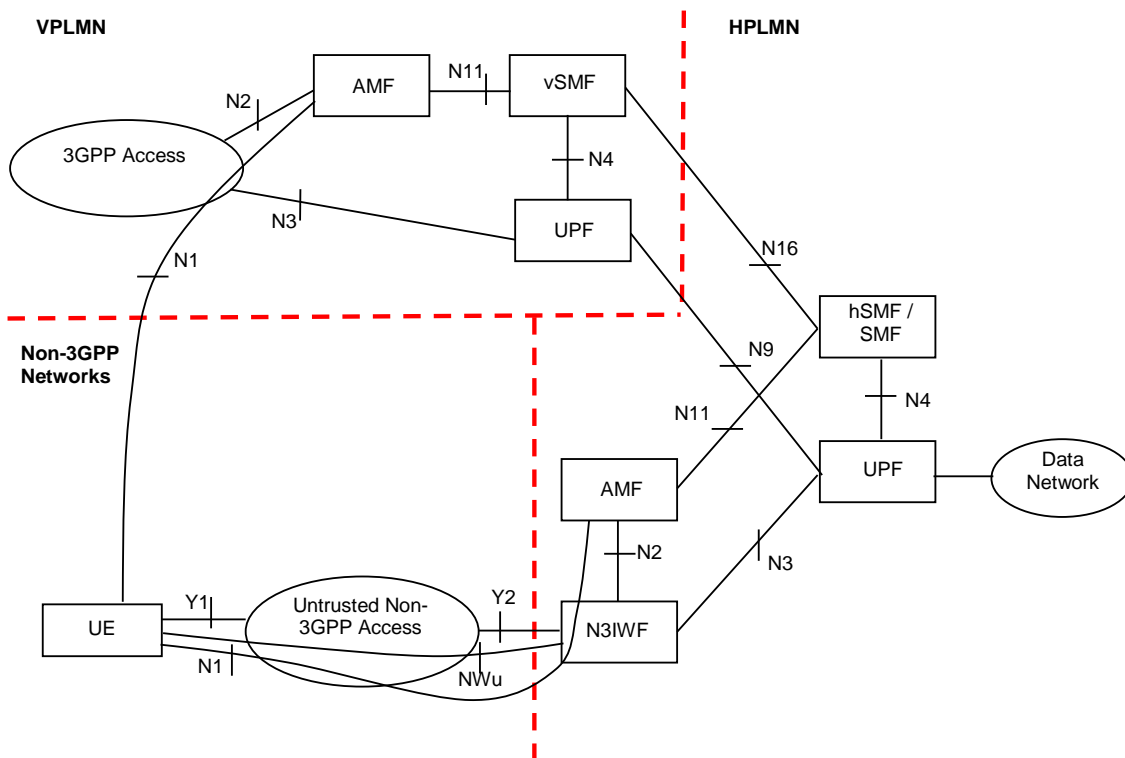 VPLMN
HPLMN
N11
AMF
vSMF
N2
3GPP Access
N4
N3
UPF
N1
N16
hSMF /
SMF
Non-3GPP
Networks
N9
N4
N11
AMF
UPF
Data
Network
N2
N3
Y1
Untrusted Non-
3GPP Access
Y2
UE
N3IWF
N1
NWu